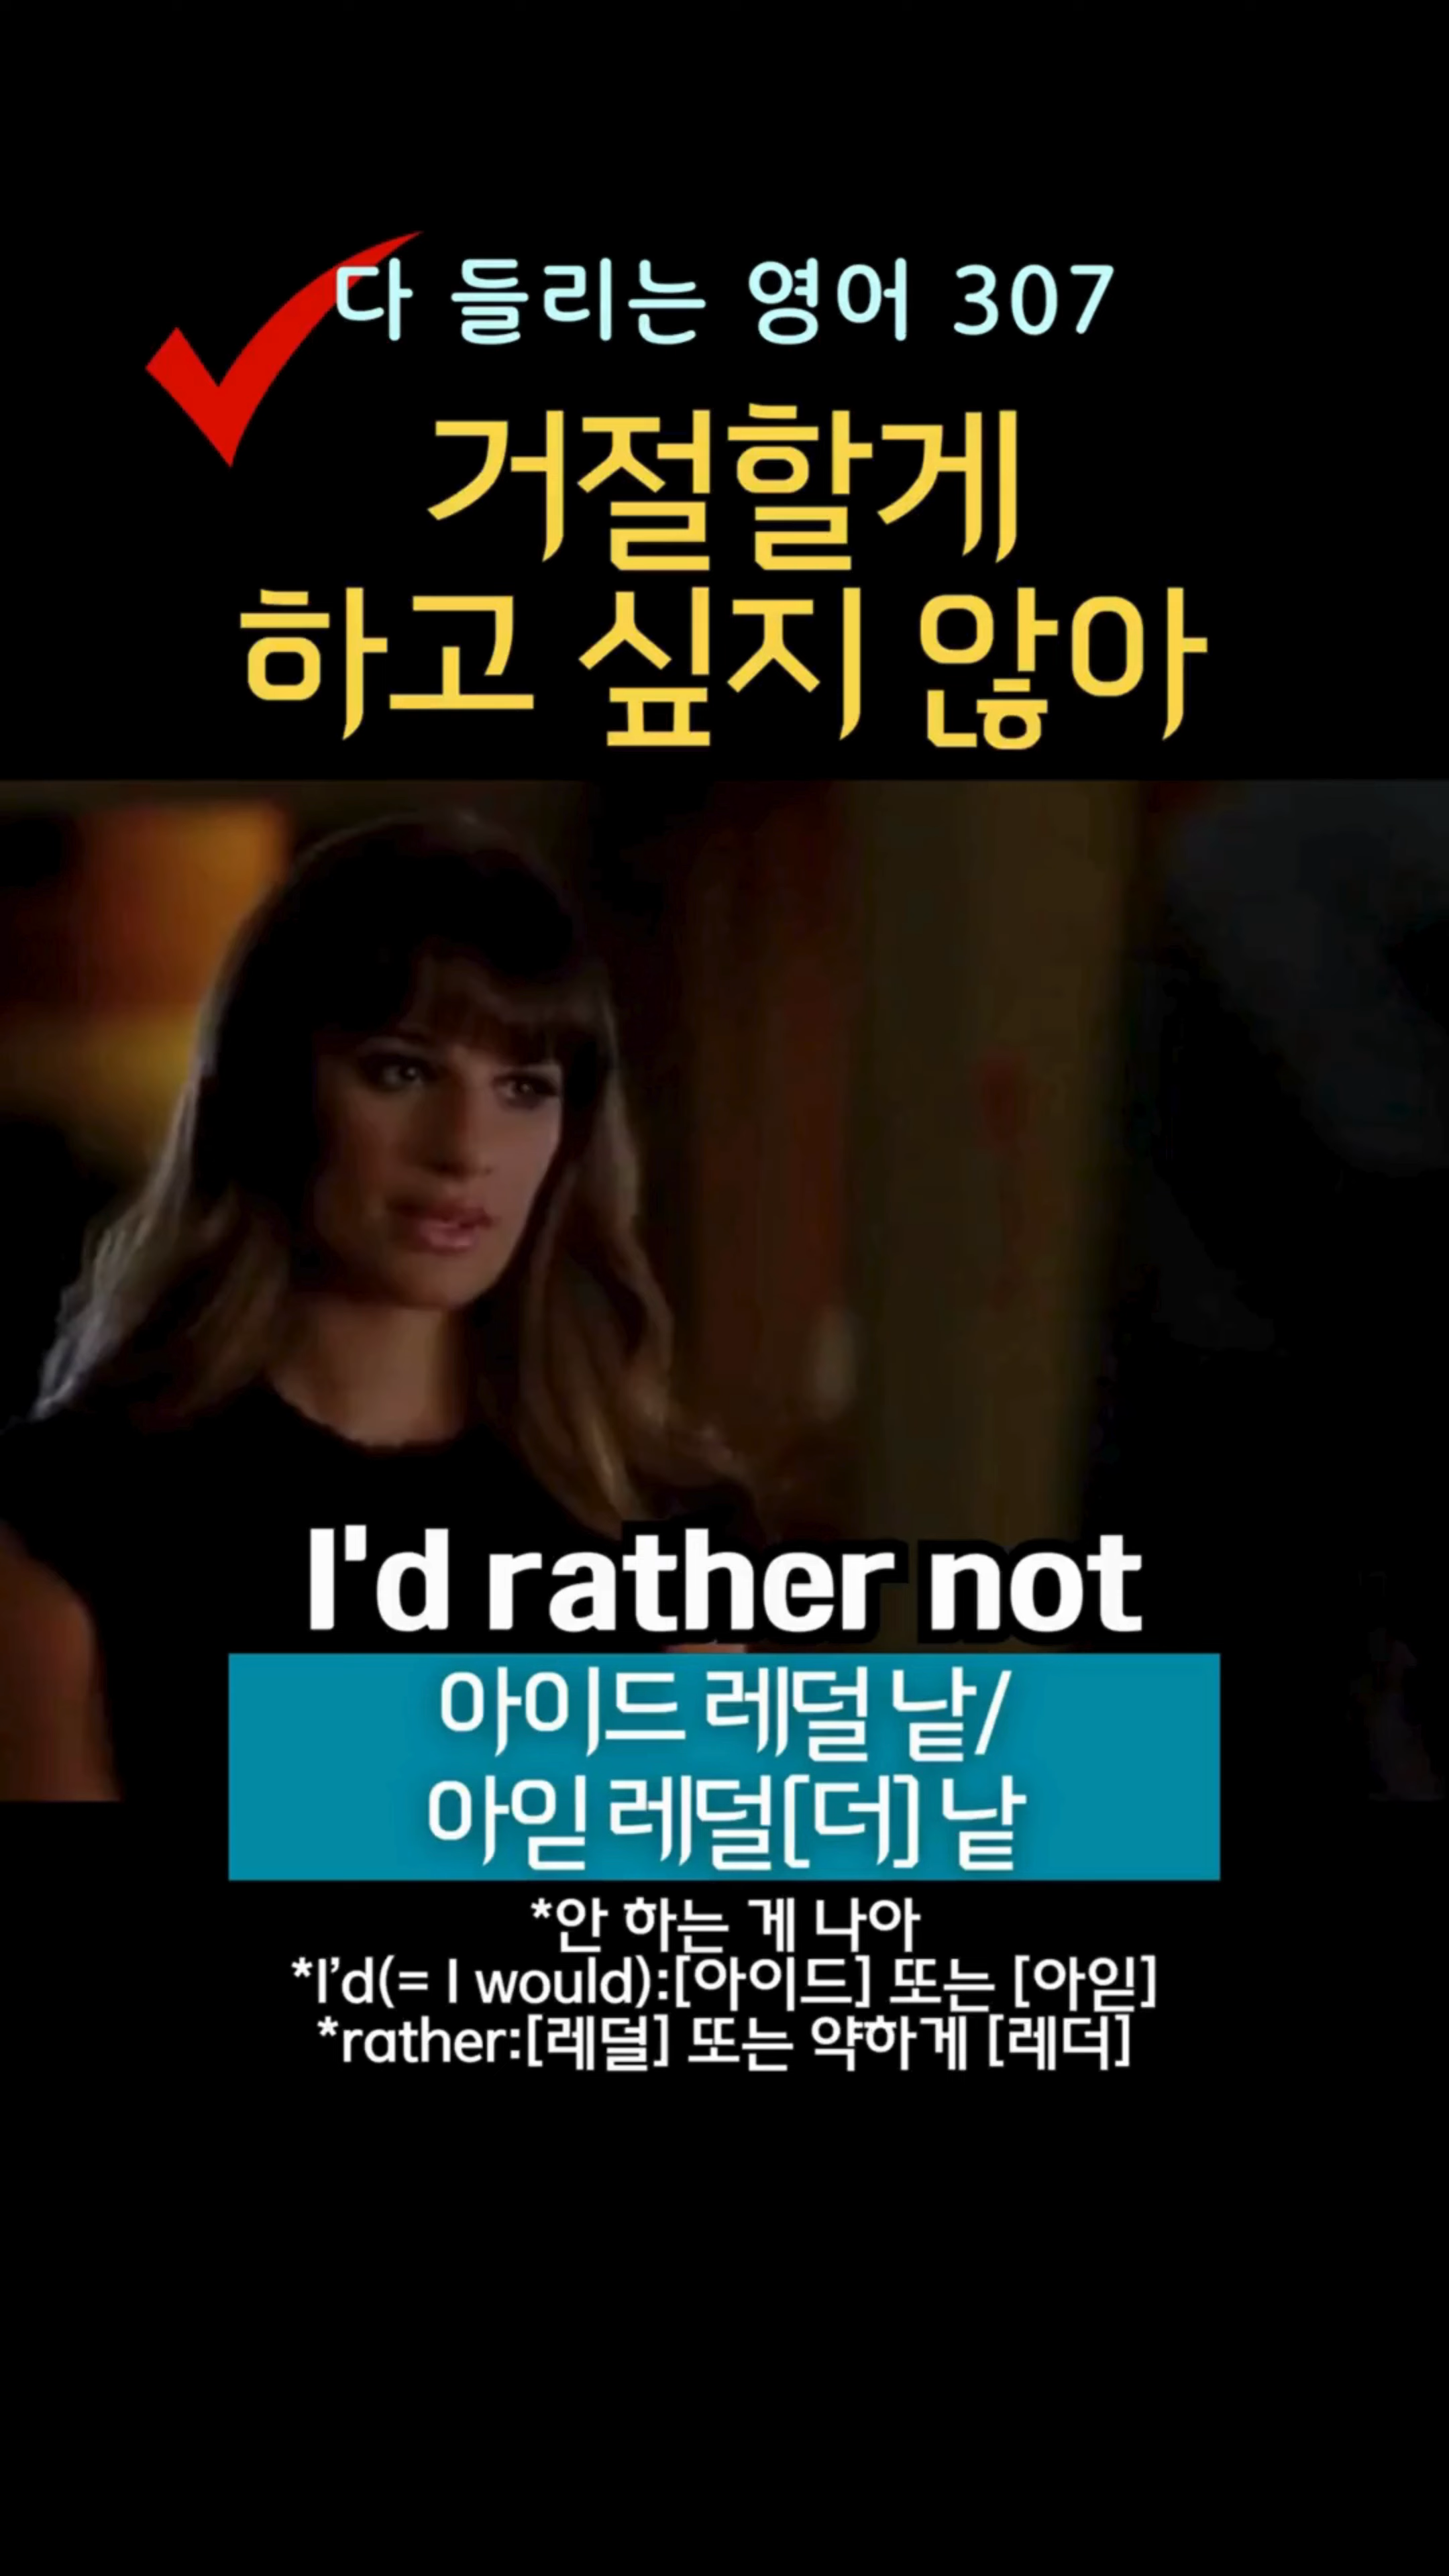 다 들리는 영어 307
거절할게
하고 싶지 않아
I'd rather not
아이드 레덜 낱/
아읻 레덜[더] 낱
*안 하는 게 나아
*I’d(= I would):[아이드] 또는 [아읻]
*rather:[레덜] 또는 약하게 [레더]